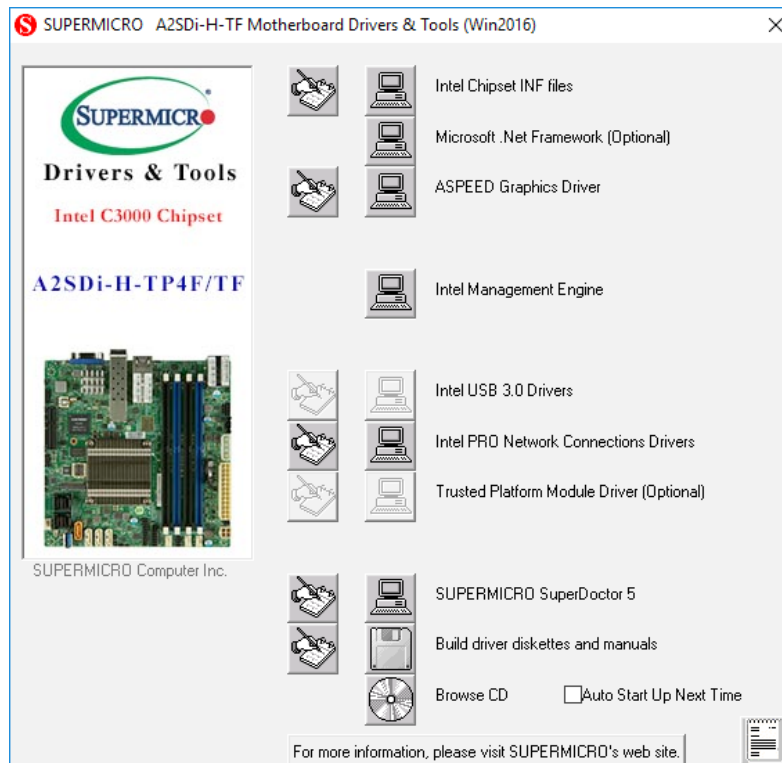 SUPERMICRO A2SDi-H-TF Motherboard Drivers & Tools (Win2016)
SUPERMICRO
Drivers & Tools
Intel C3000 Chipset
A2SDi-H-TP4F/TF
SUPERMICRO Computer Inc.
Intel Chipset INF files
Microsoft .Net Framework (Optional)
ASPEED Graphics Driver
Intel Management Engine
Intel USB 3.0 Drivers
Intel PRO Network Connections Drivers
Trusted Platform Module Driver (Optional)
SUPERMICRO SuperDoctor 5
Build driver diskettes and manuals
Browse CD Auto Start Up Next Time
For more information, please visit SUPERMICRO's web site.